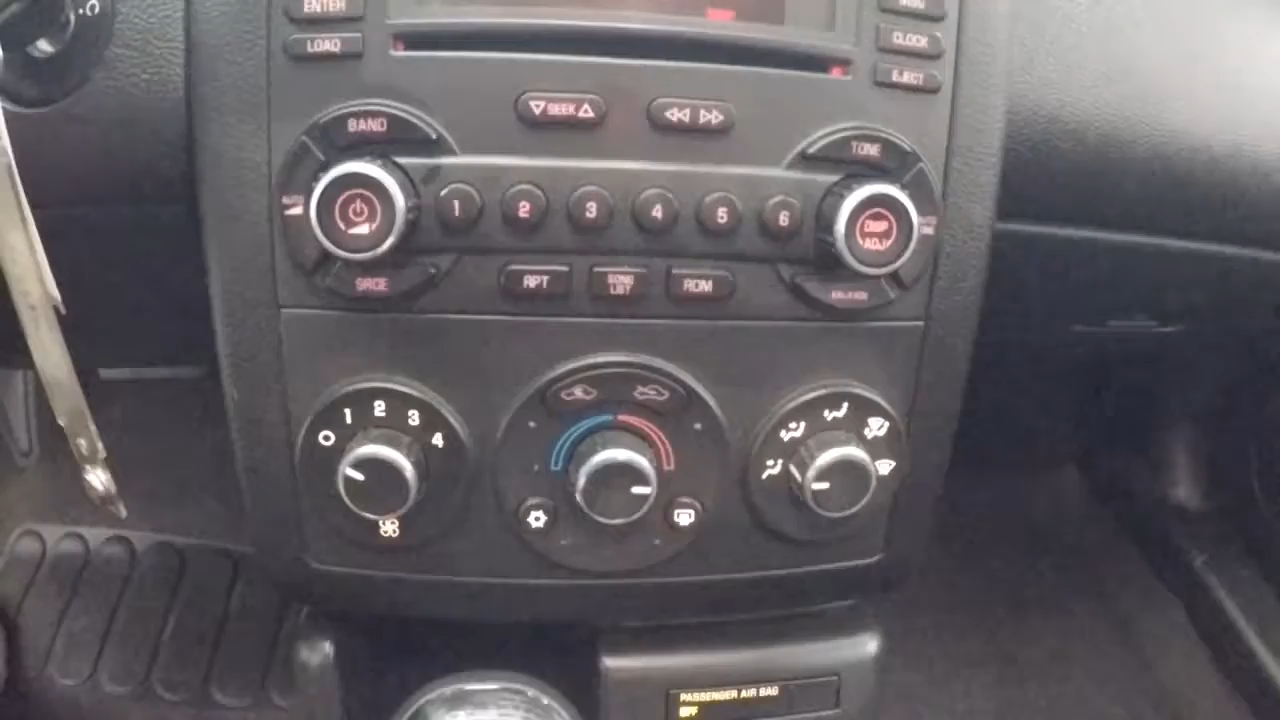 ENTER
LOAD
CLOCK
EJECT
SEEK
BAND
TONE
AUTO
1
2
3
4
5
6
DISP
ADJ
SRCE
RPT
SONG
LIST
RDM
0
1
2
3
4
PASSENGER AIR BAG
OFF